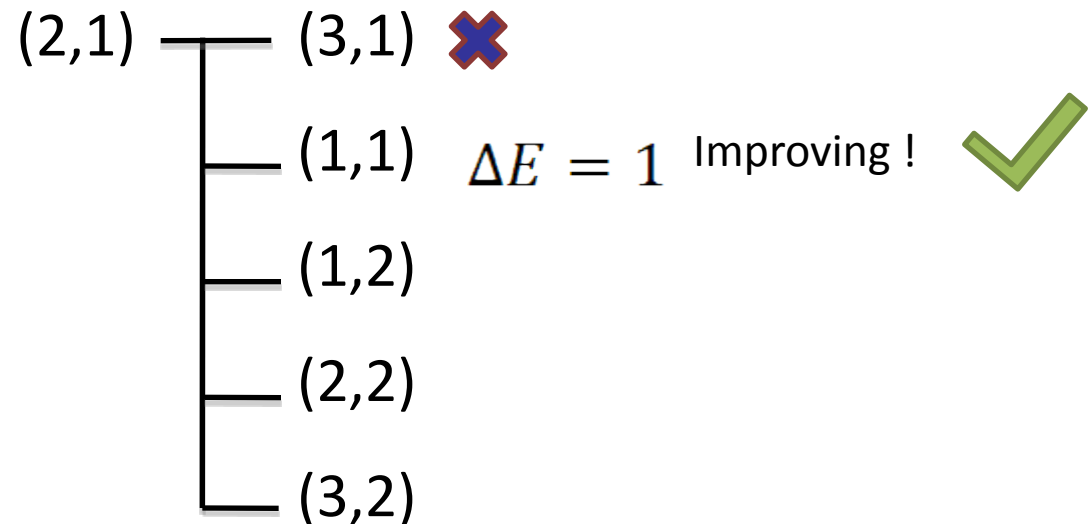 (2,1) (3,1)
(1,1) ΔE = 1 Improving !
(1,2)
(2,2)
(3,2)